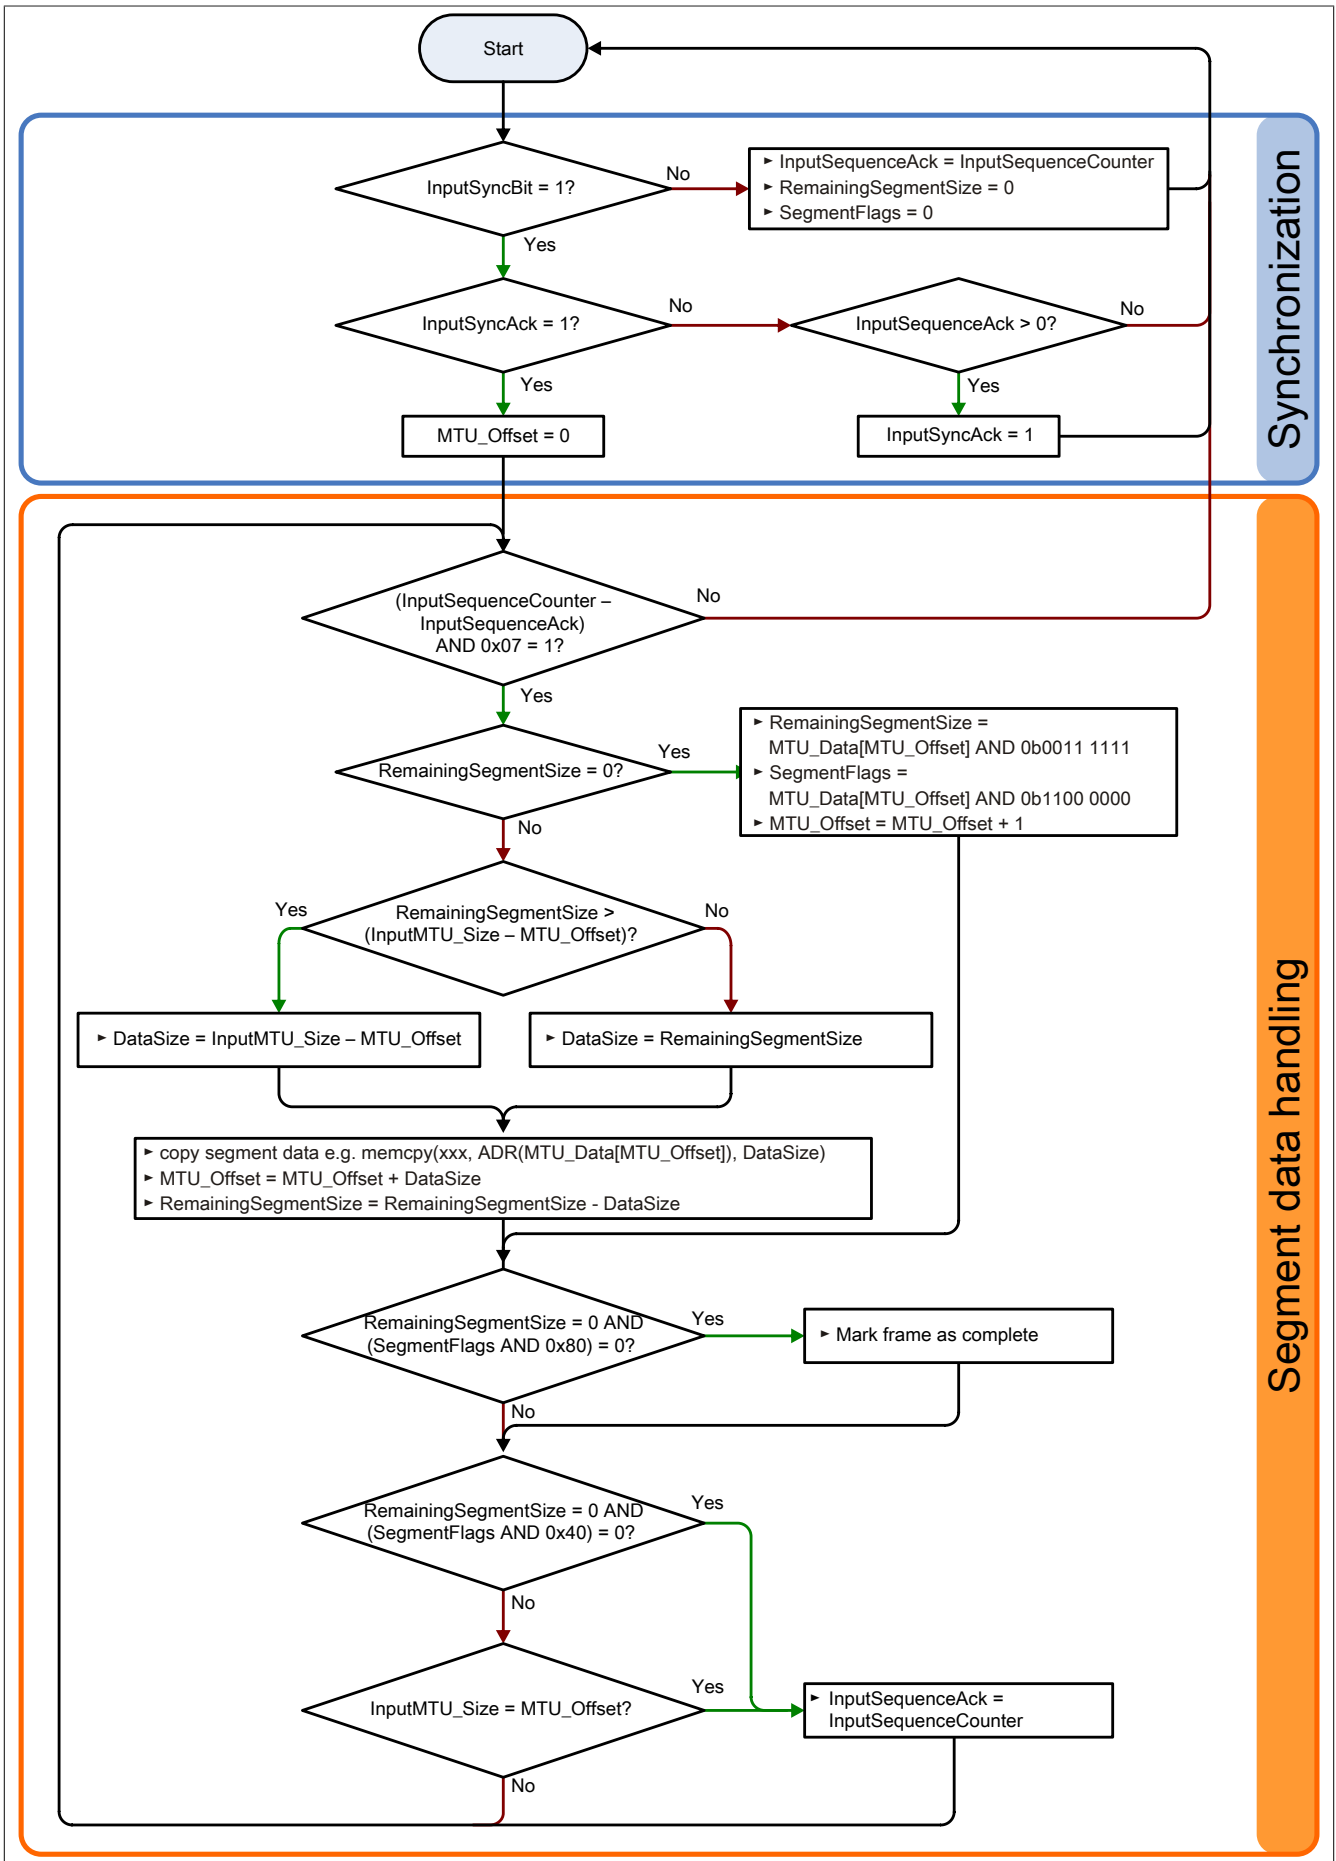 Start
InputSyncBit = 1?
No
► InputSequenceAck = InputSequenceCounter
► RemainingSegmentSize = 0
► SegmentFlags = 0
Yes
InputSyncAck = 1?
No
InputSequenceAck > 0?
No
Yes
Yes
MTU_Offset = 0
InputSyncAck = 1
Synchronization
(InputSequenceCounter –
InputSequenceAck)
AND 0x07 = 1?
No
Yes
RemainingSegmentSize = 0?
Yes
► RemainingSegmentSize =
MTU_Data[MTU_Offset] AND 0b0011 1111
► SegmentFlags =
MTU_Data[MTU_Offset] AND 0b1100 0000
► MTU_Offset = MTU_Offset + 1
No
RemainingSegmentSize >
(InputMTU_Size – MTU_Offset)?
Yes
No
► DataSize = InputMTU_Size – MTU_Offset
► DataSize = RemainingSegmentSize
► copy segment data e.g. memcpy(xxx, ADR(MTU_Data[MTU_Offset]), DataSize)
► MTU_Offset = MTU_Offset + DataSize
► RemainingSegmentSize = RemainingSegmentSize - DataSize
RemainingSegmentSize = 0 AND
(SegmentFlags AND 0x80) = 0?
Yes
► Mark frame as complete
No
RemainingSegmentSize = 0 AND
(SegmentFlags AND 0x40) = 0?
Yes
No
InputMTU_Size = MTU_Offset?
Yes
► InputSequenceAck =
InputSequenceCounter
No
Segment data handling